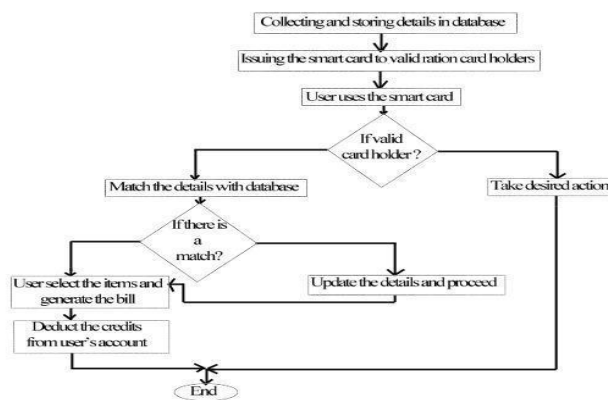 Collecting and storing details in database
Issuing the smart card to valid ration card holders
User uses the smart card
If valid
card holder ?
Match the details with database
Take desired action
If there is
a
match?
User select the items and
generate the bill
Update the details and proceed
Deduct the credits
from user's account
End